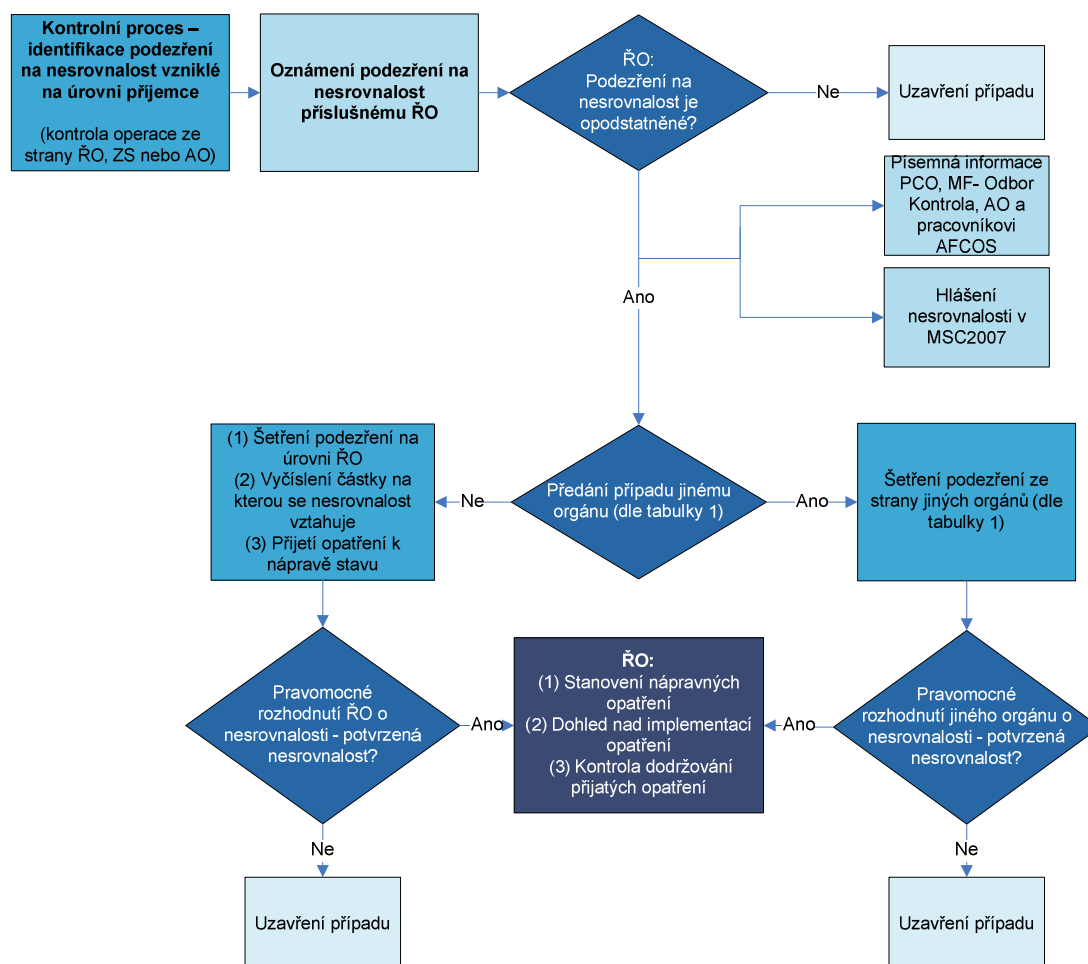 Kontrolní proces –
identifikace podezření
na nesrovnalost vzniklé
na úrovni příjemce
(kontrola operace ze
strany ŘO, ZS nebo AO)
Oznámení podezření na
nesrovnalost
příslušnému ŘO
ŘO:
Podezření na
nesrovnalost je
opodstatněné?
Ne
Uzavření případu
Písemná informace
PCO, MF- Odbor
Kontrola, AO a
pracovníkovi
AFCOS
Ano
Hlášení
nesrovnalosti v
MSC2007
(1) Šetření podezření na
úrovni ŘO
(2) Vyčíslení částky na
kterou se nesrovnalost
vztahuje
(3) Přijetí opatření k
nápravě stavu
Ne
Předání případu jinému
orgánu (dle tabulky 1)
Ano
Šetření podezření ze
strany jiných orgánů (dle
tabulky 1)
Pravomocné
rozhodnutí ŘO o
nesrovnalosti - potvrzená
nesrovnalost?
Ano
ŘO:
(1) Stanovení nápravných
opatření
(2) Dohled nad implementací
opatření
(3) Kontrola dodržování
přijatých opatření
Ano
Pravomocné
rozhodnutí jiného orgánu o
nesrovnalosti - potvrzená
nesrovnalost?
Ne
Ne
Uzavření případu
Uzavření případu